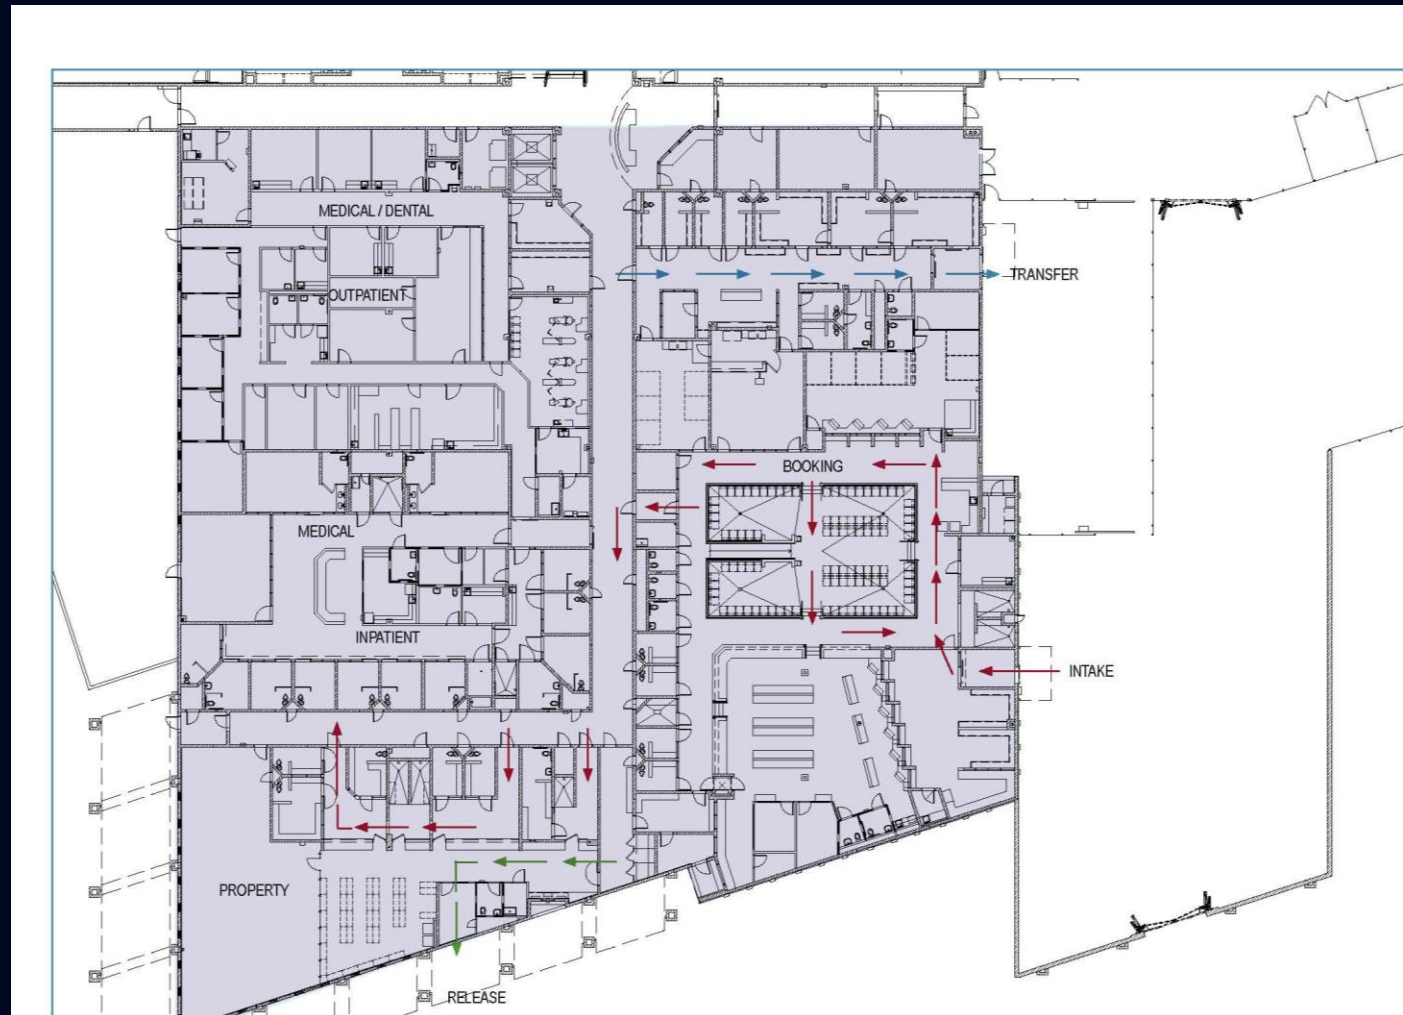 MEDICAL / DENTAL
TRANSFER
OUTPATIENT
BOOKING
MEDICAL
INPATIENT
INTAKE
PROPERTY
RELEASE